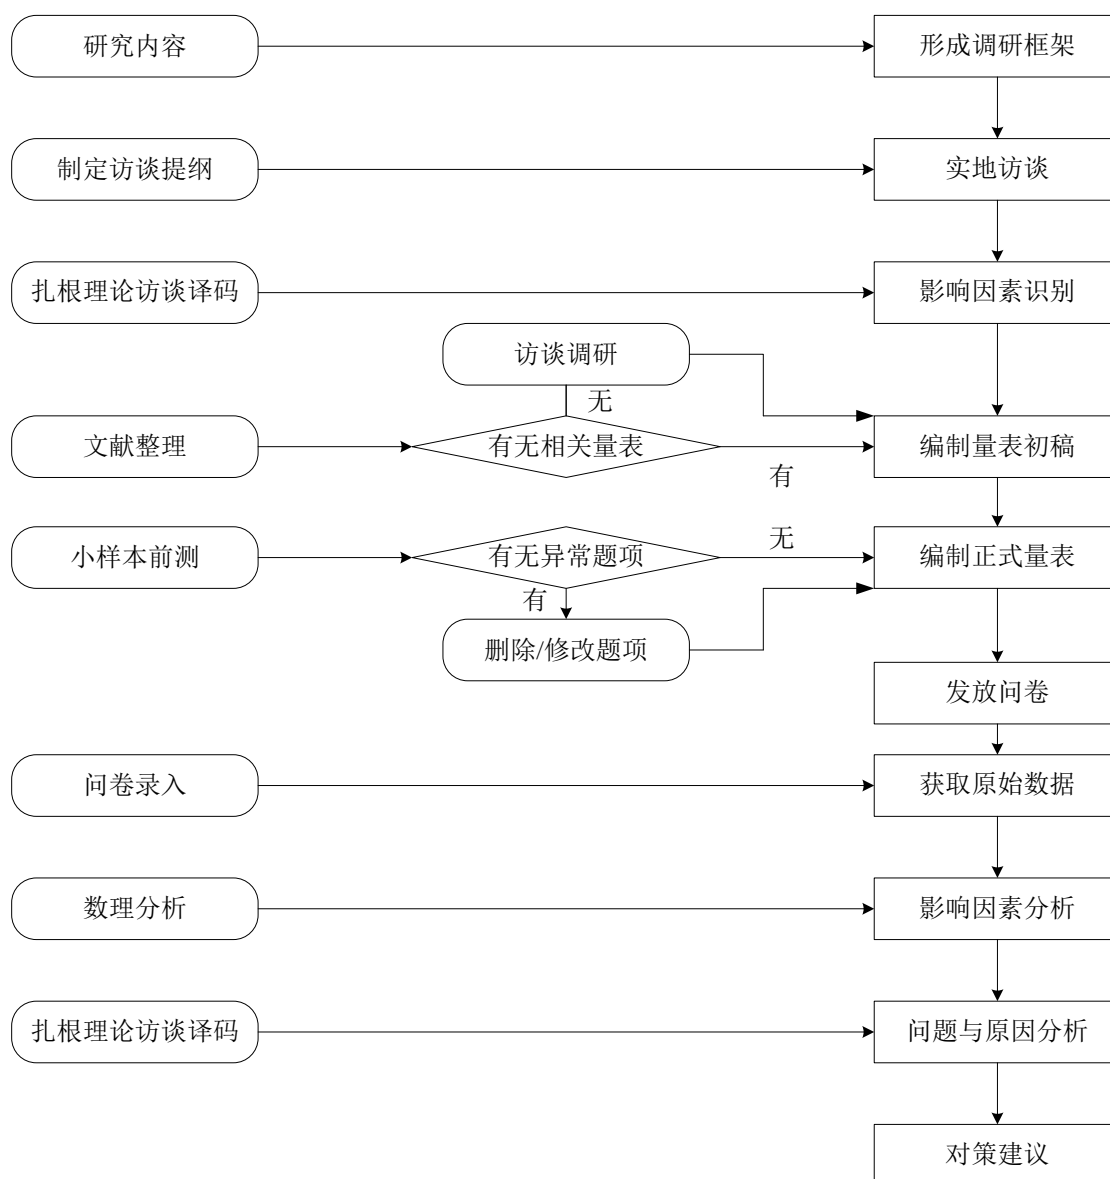 研究内容
形成调研框架
制定访谈提纲
实地访谈
扎根理论访谈译码
影响因素识别
访谈调研
无
文献整理
有无相关量表
有
编制量表初稿
小样本前测
有无异常题项
无
编制正式量表
有
删除/修改题项
发放问卷
问卷录入
获取原始数据
数理分析
影响因素分析
扎根理论访谈译码
问题与原因分析
对策建议